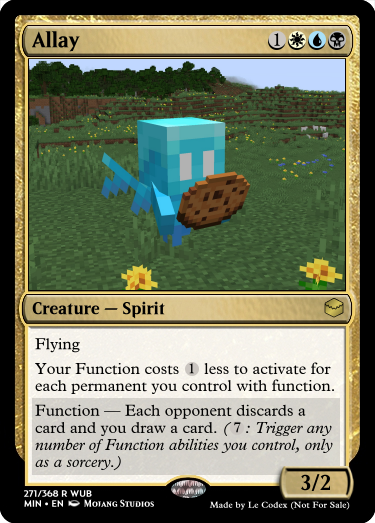 Allay 1
Creature — Spirit
Flying
Your Function costs 1 less to activate for
each permanent you control with function.
Function — Each opponent discards a
card and you draw a card. ( 7 : Trigger any
number of Function abilities you control, only
as a sorcery.)
3/2
271/368 R WUB
MIN • EN Mojang Studios
Made by Le Codex (Not For Sale)